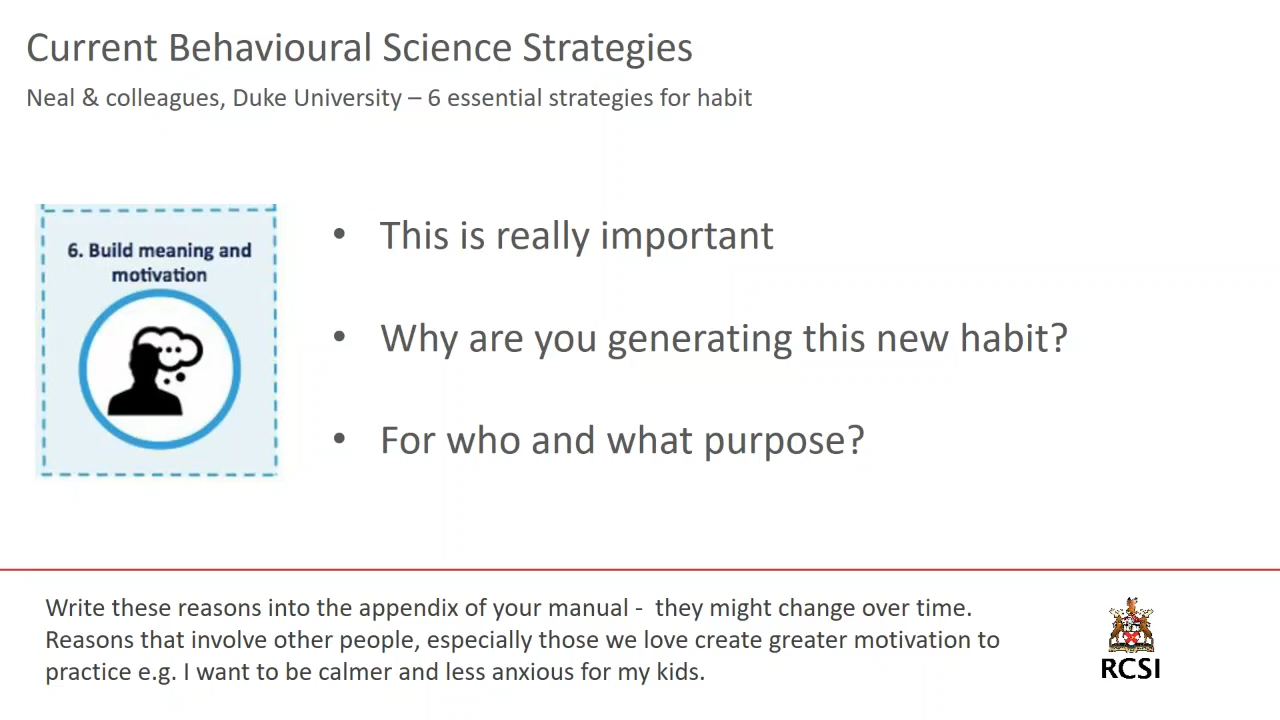 Current Behavioural Science Strategies
Neal & colleagues, Duke University – 6 essential strategies for habit
6. Build meaning and
motivation
• This is really important
• Why are you generating this new habit?
• For who and what purpose?
Write these reasons into the appendix of your manual -  they might change over time.
Reasons that involve other people, especially those we love create greater motivation to
practice e.g. I want to be calmer and less anxious for my kids.
RCSI